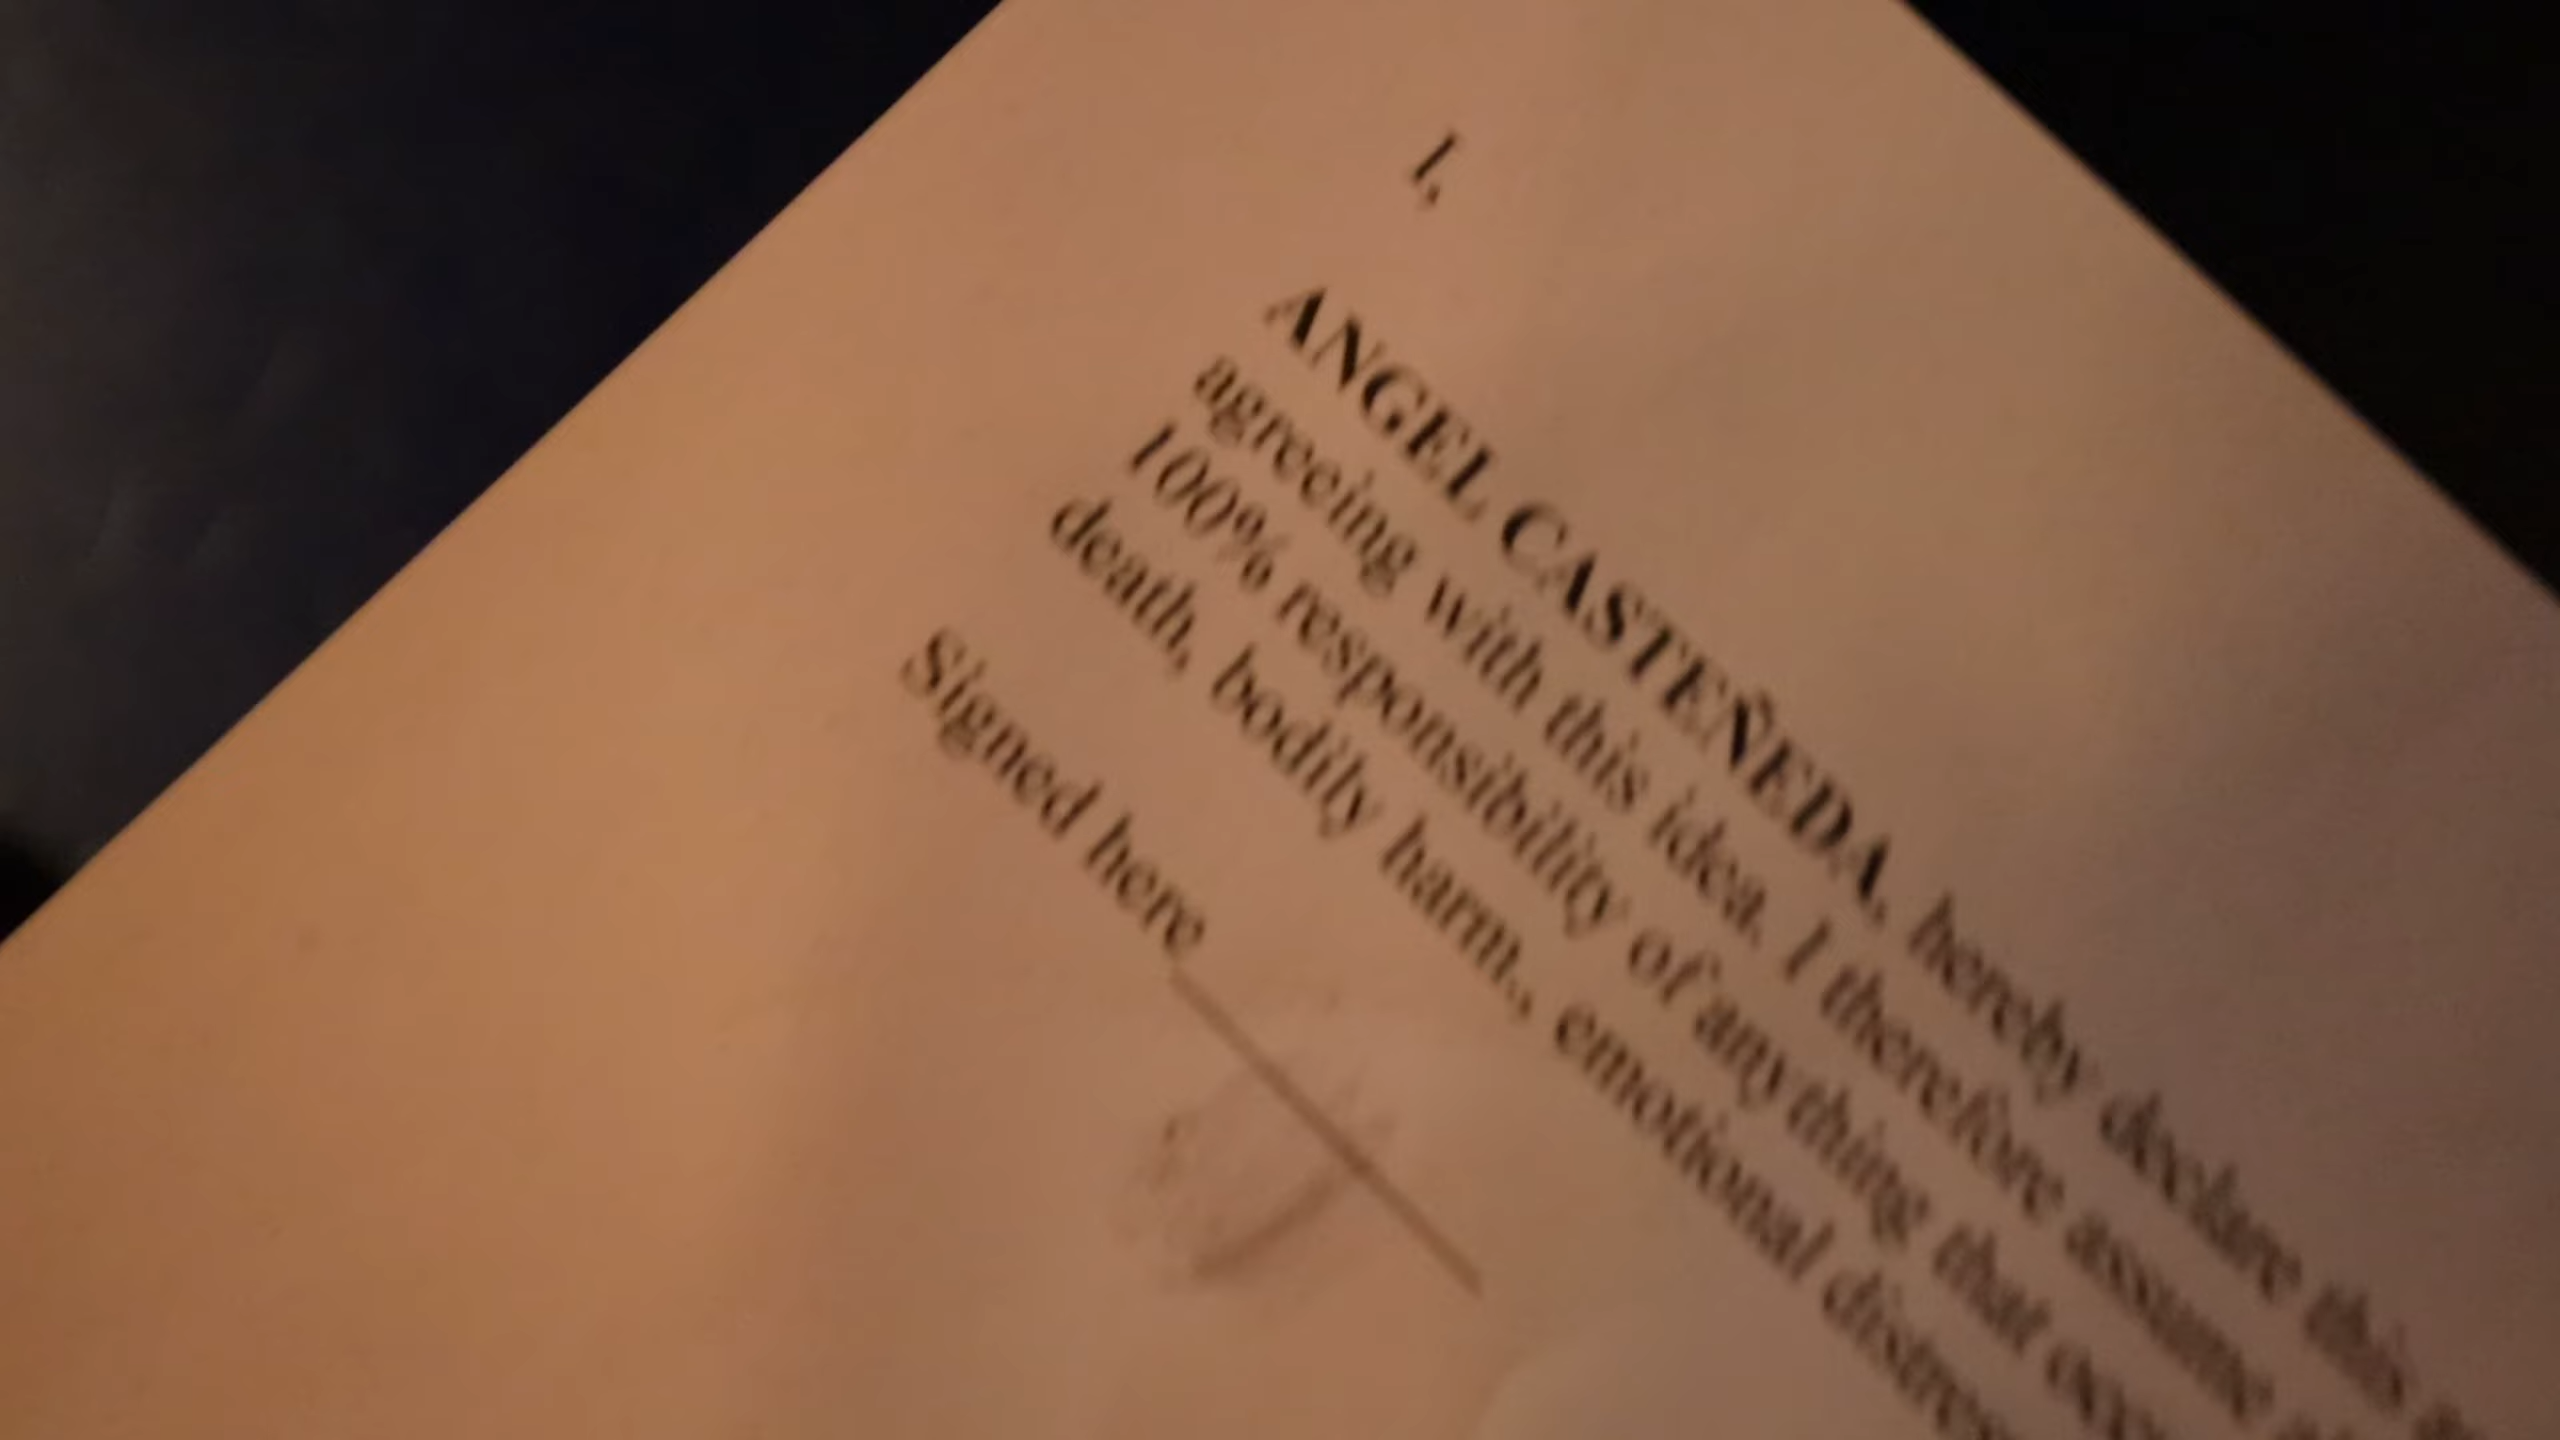 I,
ANGEL CASTEÑEDA, hereby declare this
agreeing with this idea. I therefore assume
100% responsibility of anything that
death, bodily harm,, emotional distress
Signed here